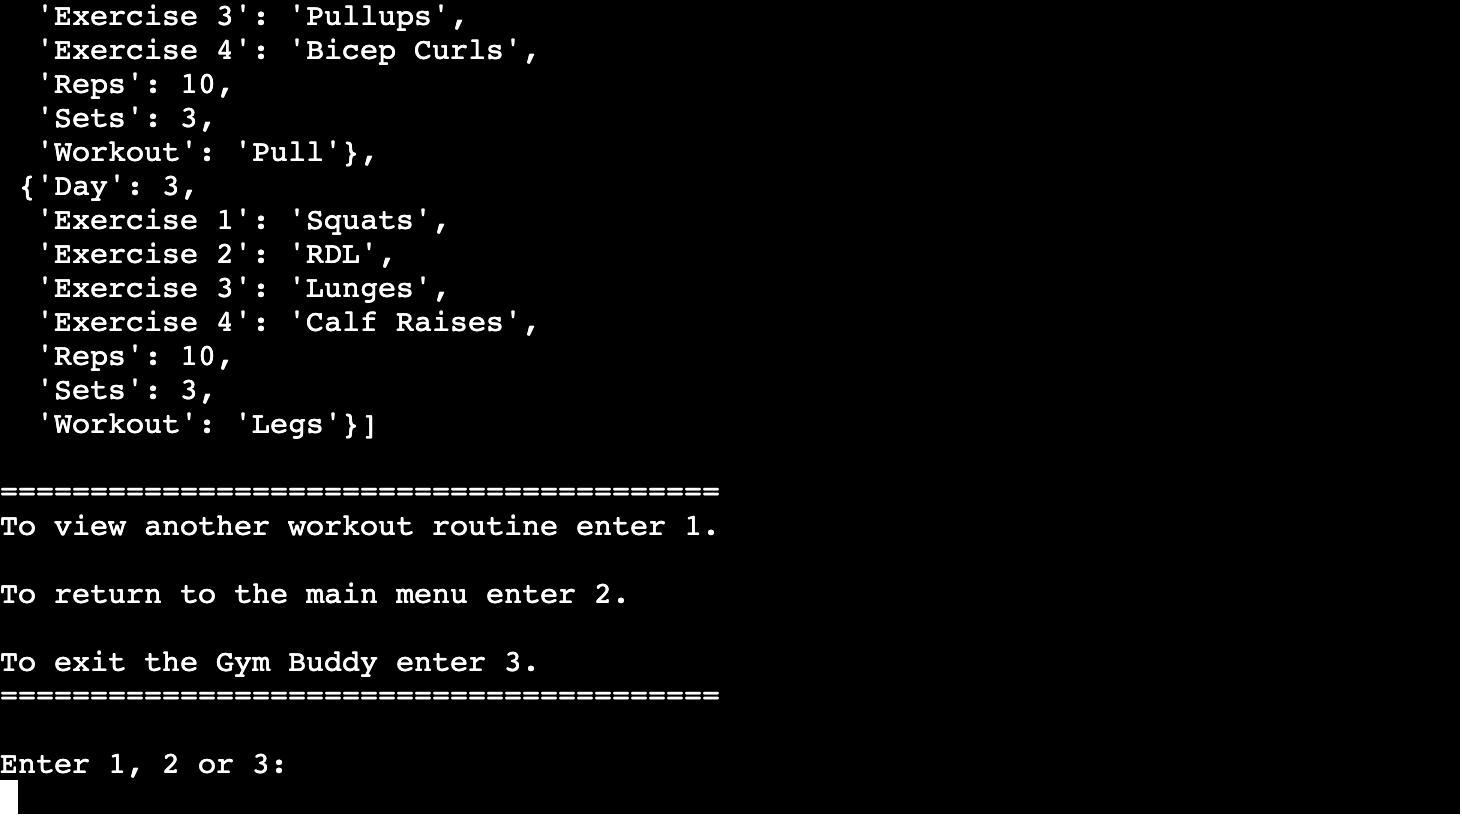 'Exercise 3': 'Pullups',
'Exercise 4': 'Bicep Curls',
'Reps': 10,
'Sets': 3,
'Workout': 'Pull'},
{'Day': 3,
'Exercise 1': 'Squats',
'Exercise 2': 'RDL',
'Exercise 3': 'Lunges',
'Exercise 4': 'Calf Raises',
'Reps': 10,
'Sets': 3,
'Workout': 'Legs'}]
========================================
To view another workout routine enter 1.
To return to the main menu enter 2.
To exit the Gym Buddy enter 3.
========================================
Enter 1, 2 or 3: